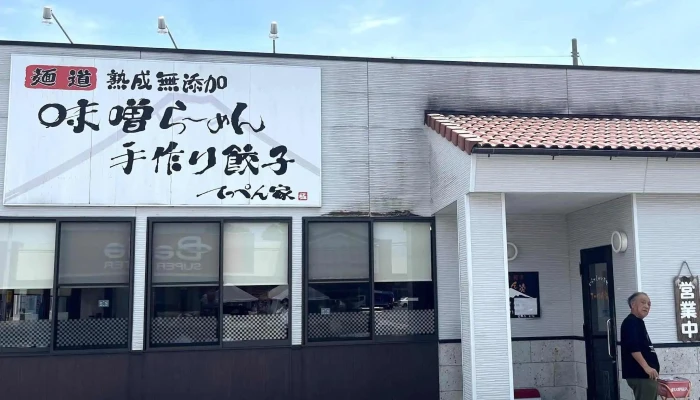 麺道 熟成無添加
味噌らーめん
手作り餃子
てっぺん家
営業中
SUPER